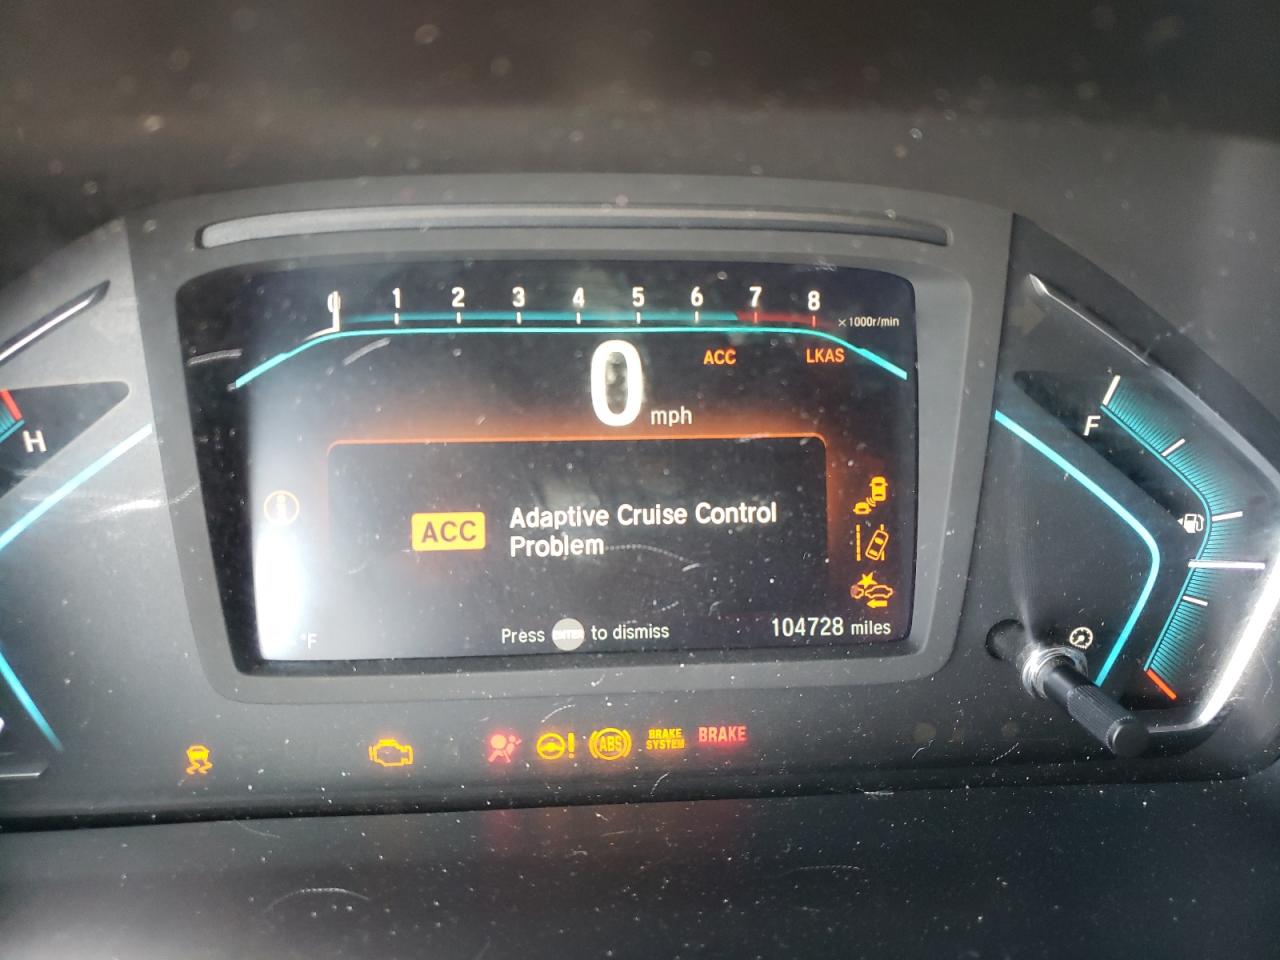 0 1 2 3 4 5 6 7 8
×1000r/min
ACC LKAS
0 mph
H
F
ACC Adaptive Cruise Control
Problem
Press ENTER to dismiss
°F
104728 miles
ABS
BRAKE
SYSTEM
BRAKE